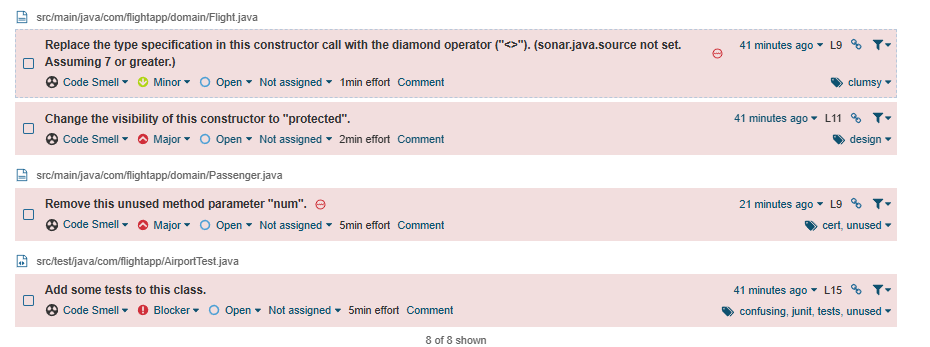 src/main/java/com/flightapp/domain/Flight.java
Replace the type specification in this constructor call with the diamond operator ("<>"). (sonar.java.source not set. 41 minutes ago L9
Assuming 7 or greater.)
Code Smell Minor Open Not assigned 1min effort Comment clumsy
Change the visibility of this constructor to "protected". 41 minutes ago L11
Code Smell Major Open Not assigned 2min effort Comment design
src/main/java/com/flightapp/domain/Passenger.java
Remove this unused method parameter "num". 21 minutes ago L9
Code Smell Major Open Not assigned 5min effort Comment cert, unused
src/test/java/com/flightapp/AirportTest.java
Add some tests to this class. 41 minutes ago L15
Code Smell Blocker Open Not assigned 5min effort Comment confusing, junit, tests, unused
8 of 8 shown